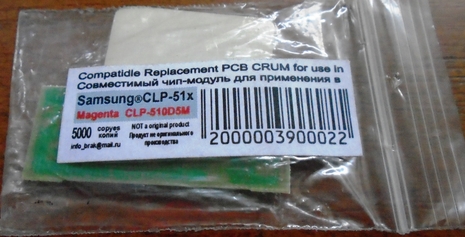 Compatidle Replacement PCB CRUM for use in
Совместимый чип-модуль для применения в
Samsung®CLP-51x
Magenta CLP-510D5M
5000 copyes
копий
NOT a original product
Продукт не оригинального
производства
info_brak@mail.ru
2000003900022